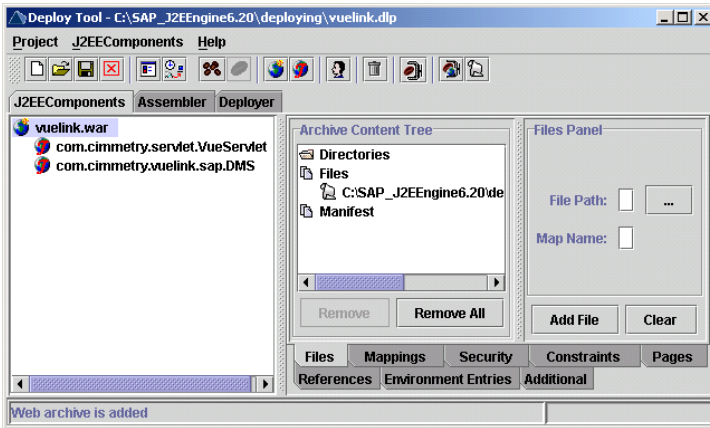 Deploy Tool - C:\SAP_J2EEngine6.20\deploying\vuelink.dlp
Project J2EEComponents Help
J2EEComponents Assembler Deployer
vuelink.war
com.cimmetry.servlet.VueServlet
com.cimmetry.vuelink.sap.DMS
Archive Content Tree
Directories
Files
C:\SAP_J2EEngine6.20\de
Manifest
Remove Remove All
Files Panel
File Path: ...
Map Name:
Add File Clear
Files Mappings Security Constraints Pages
References Environment Entries Additional
Web archive is added